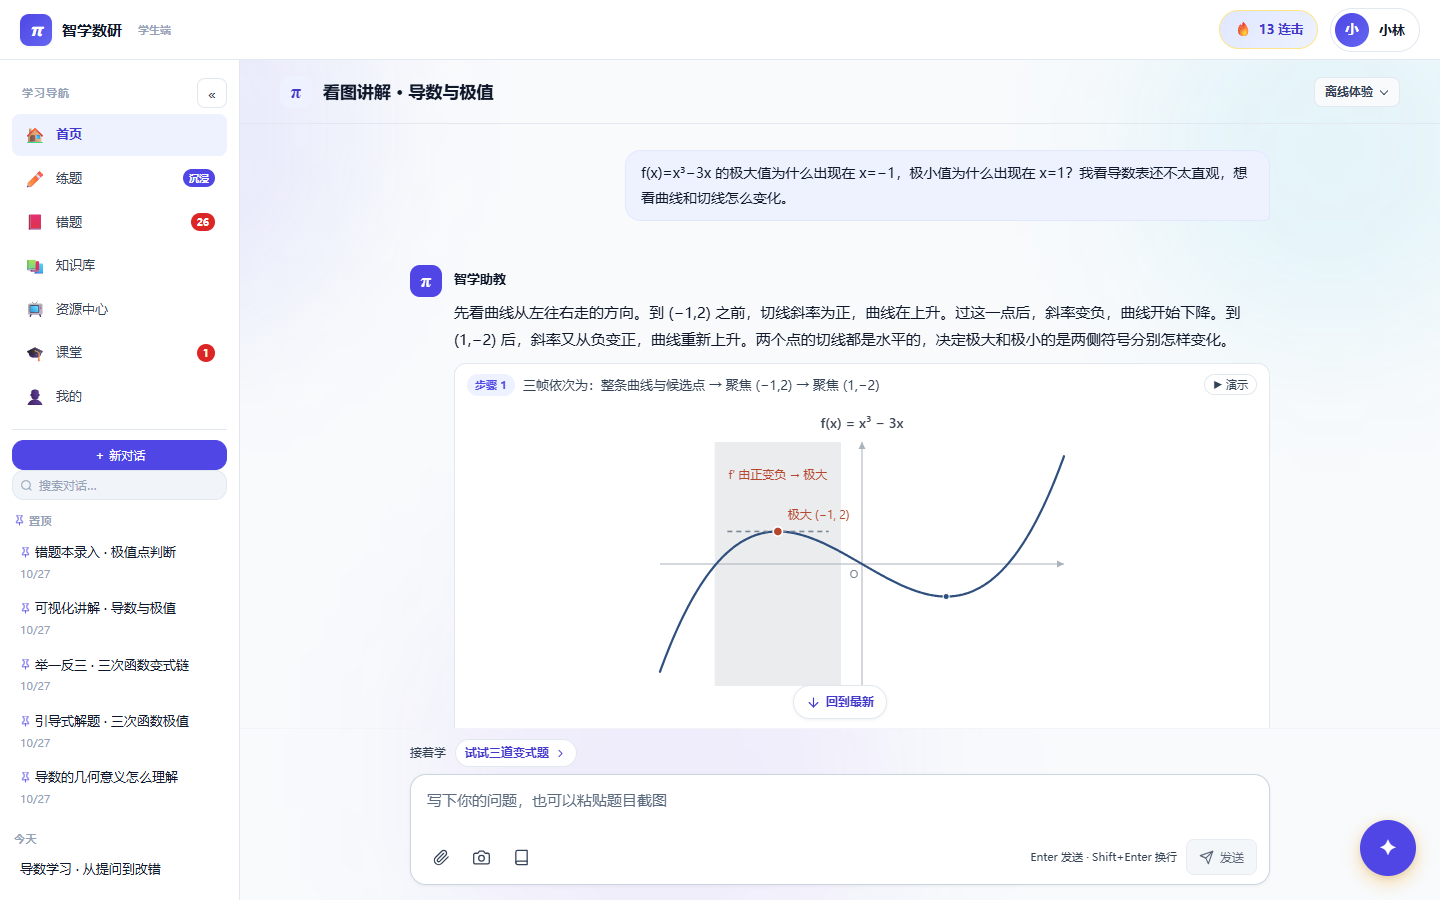 π 智学数研 学生端
13 连击
小 小林
学习导航
«
首页
练题 沉浸
错题 26
知识库
资源中心
课堂 1
我的
+ 新对话
搜索对话...
置顶
错题本录入 · 极值点判断
10/27
可视化讲解 · 导数与极值
10/27
举一反三 · 三次函数变式链
10/27
引导式解题 · 三次函数极值
10/27
导数的几何意义怎么理解
10/27
今天
导数学习 · 从提问到改错
π 看图讲解 • 导数与极值
离线体验
f(x)=x³−3x 的极大值为什么出现在 x=−1，极小值为什么出现在 x=1？我看导数表还不太直观，想
看曲线和切线怎么变化。
π 智学助教
先看曲线从左往右走的方向。到 (−1,2) 之前，切线斜率为正，曲线在上升。过这一点后，斜率变负，曲线开始下降。到
(1,−2) 后，斜率又从负变正，曲线重新上升。两个点的切线都是水平的，决定极大和极小的是两侧符号分别怎样变化。
步骤 1 三帧依次为：整条曲线与候选点 → 聚焦 (−1,2) → 聚焦 (1,−2)
▶ 演示
f(x) = x³ − 3x
f′ 由正变负 → 极大
极大 (−1, 2)
O
回到最新
接着学 试试三道变式题
写下你的问题，也可以粘贴题目截图
Enter 发送 · Shift+Enter 换行
发送